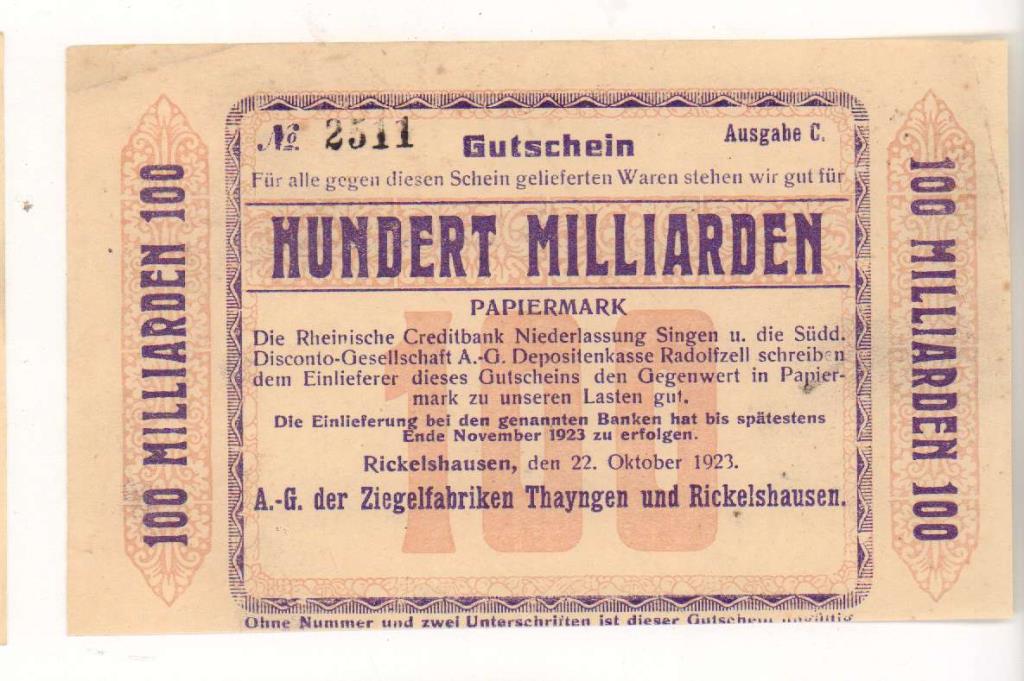 № 2511
Gutschein
Ausgabe C.
Für alle gegen diesen Schein gelieferten Waren stehen wir gut für
HUNDERT MILLIARDEN
PAPIERMARK
Die Rheinische Creditbank Niederlassung Singen u. die Südd.
Disconto-Gesellschaft A.-G. Depositenkasse Radolfzell schreiben
dem Einlieferer dieses Gutscheins den Gegenwert in Papier-
mark zu unseren Lasten gut.
Die Einlieferung bei den genannten Banken hat bis spätestens
Ende November 1923 zu erfolgen.
Rickelshausen, den 22. Oktober 1923.
A.-G. der Ziegelfabriken Thayngen und Rickelshausen.
100
Ohne Nummer und zwei Unterschriften ist dieser Gutschein ungültig
100 MILLIARDEN 100
100 MILLIARDEN 100